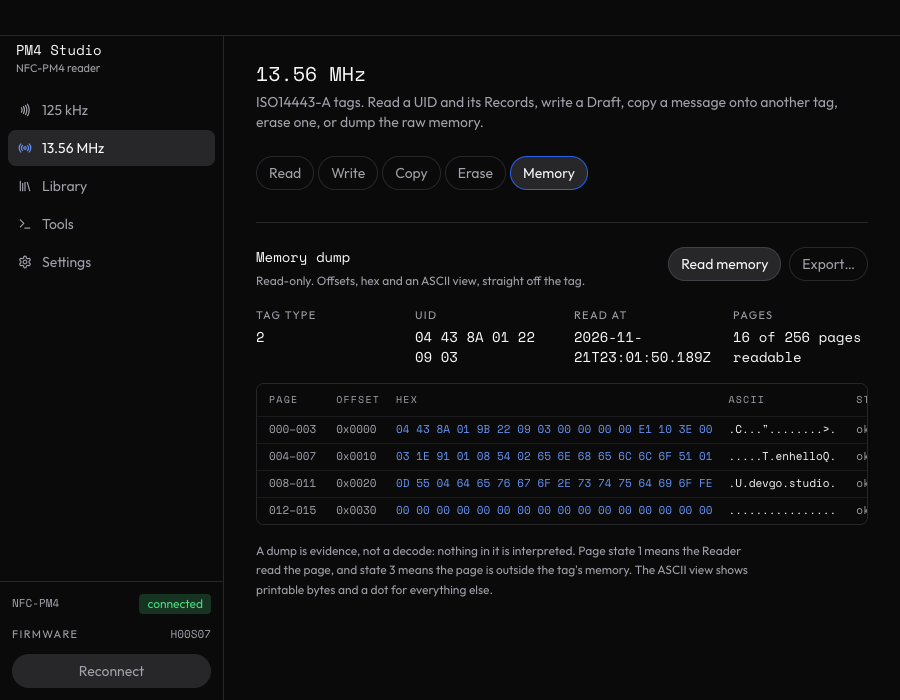 PM4 Studio
NFC-PM4 reader
125 kHz
13.56 MHz
Library
Tools
Settings
NFC-PM4 connected
FIRMWARE H00S07
Reconnect
13.56 MHz
ISO14443-A tags. Read a UID and its Records, write a Draft, copy a message onto another tag,
erase one, or dump the raw memory.
Read Write Copy Erase Memory
Memory dump
Read-only. Offsets, hex and an ASCII view, straight off the tag.
Read memory Export...
TAG TYPE UID READ AT PAGES
2 04 43 8A 01 22 2026-11- 16 of 256 pages
09 03 21T23:01:50.189Z readable
PAGE OFFSET HEX ASCII
000–003 0x0000 04 43 8A 01 9B 22 09 03 00 00 00 00 E1 10 3E 00 .C..."........>. ok
004–007 0x0010 03 1E 91 01 08 54 02 65 6E 68 65 6C 6C 6F 51 01 .....T.enhelloQ. ok
008–011 0x0020 0D 55 04 64 65 76 67 6F 2E 73 74 75 64 69 6F FE .U.devgo.studio. ok
012–015 0x0030 00 00 00 00 00 00 00 00 00 00 00 00 00 00 00 00 ................ ok
A dump is evidence, not a decode: nothing in it is interpreted. Page state 1 means the Reader
read the page, and state 3 means the page is outside the tag's memory. The ASCII view shows
printable bytes and a dot for everything else.